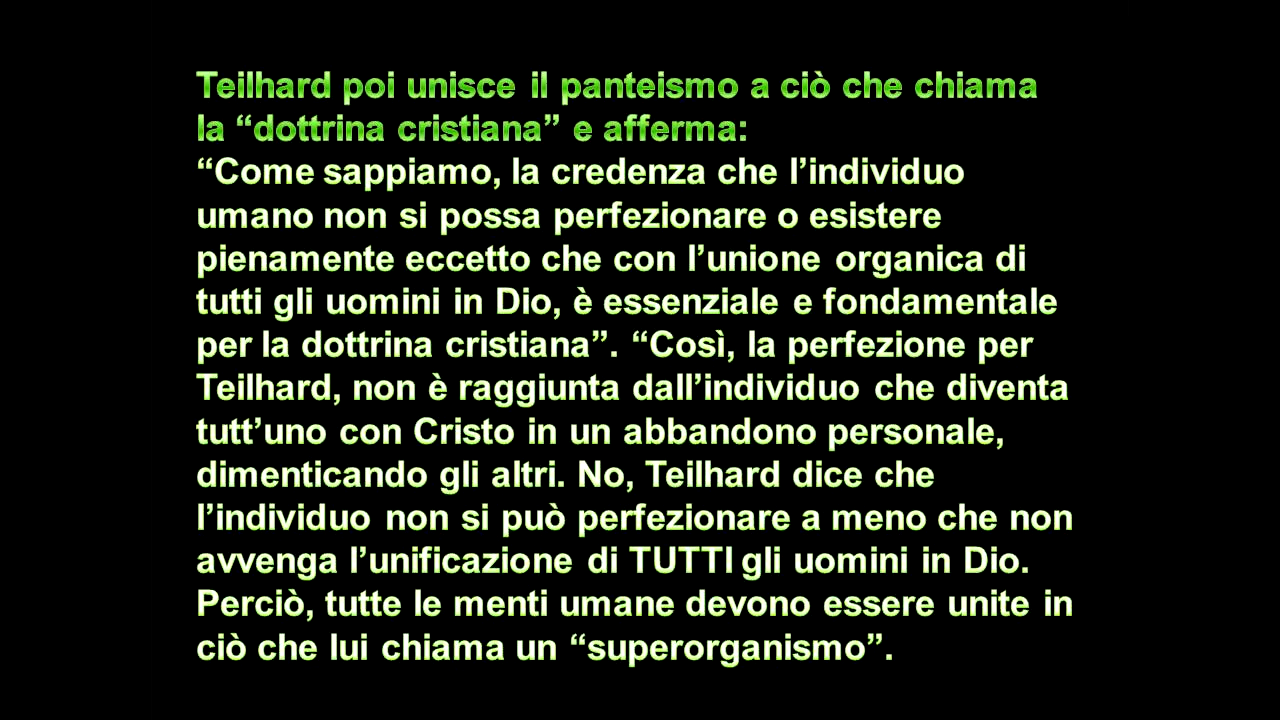 Teilhard poi unisce il panteismo a ciò che chiama
la “dottrina cristiana” e afferma:
“Come sappiamo, la credenza che l’individuo
umano non si possa perfezionare o esistere
pienamente eccetto che con l’unione organica di
tutti gli uomini in Dio, è essenziale e fondamentale
per la dottrina cristiana”. “Così, la perfezione per
Teilhard, non è raggiunta dall’individuo che diventa
tutt’uno con Cristo in un abbandono personale,
dimenticando gli altri. No, Teilhard dice che
l’individuo non si può perfezionare a meno che non
avvenga l’unificazione di TUTTI gli uomini in Dio.
Perciò, tutte le menti umane devono essere unite in
ciò che lui chiama un “superorganismo”.